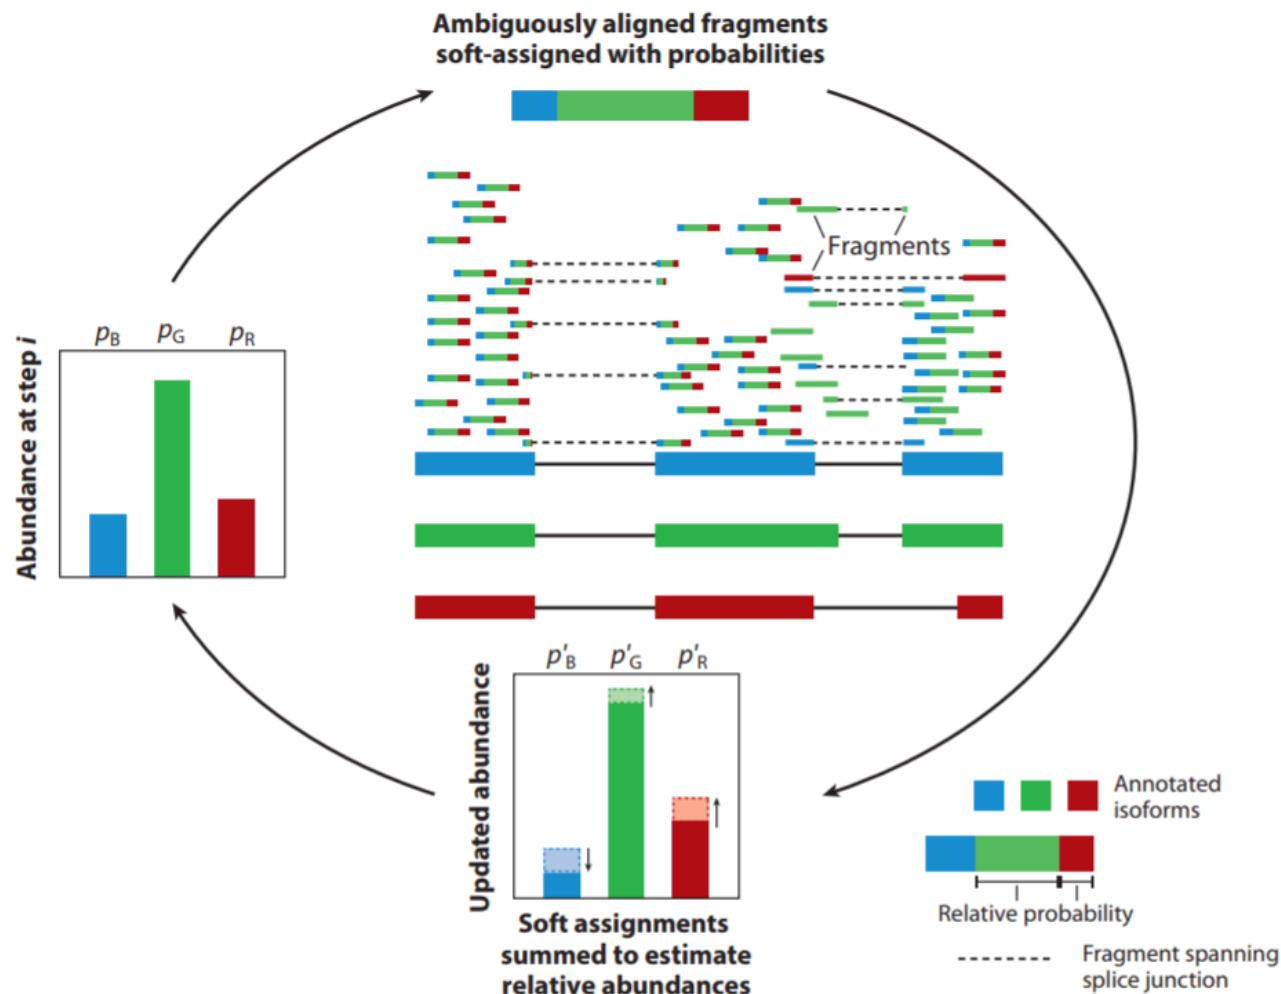 Ambiguously aligned fragments
soft-assigned with probabilities
Fragments
Abundance at step i
pB
pG
pR
p'B
p'G
p'R
Updated abundance
Soft assignments
summed to estimate
relative abundances
Annotated
isoforms
Relative probability
Fragment spanning
splice junction